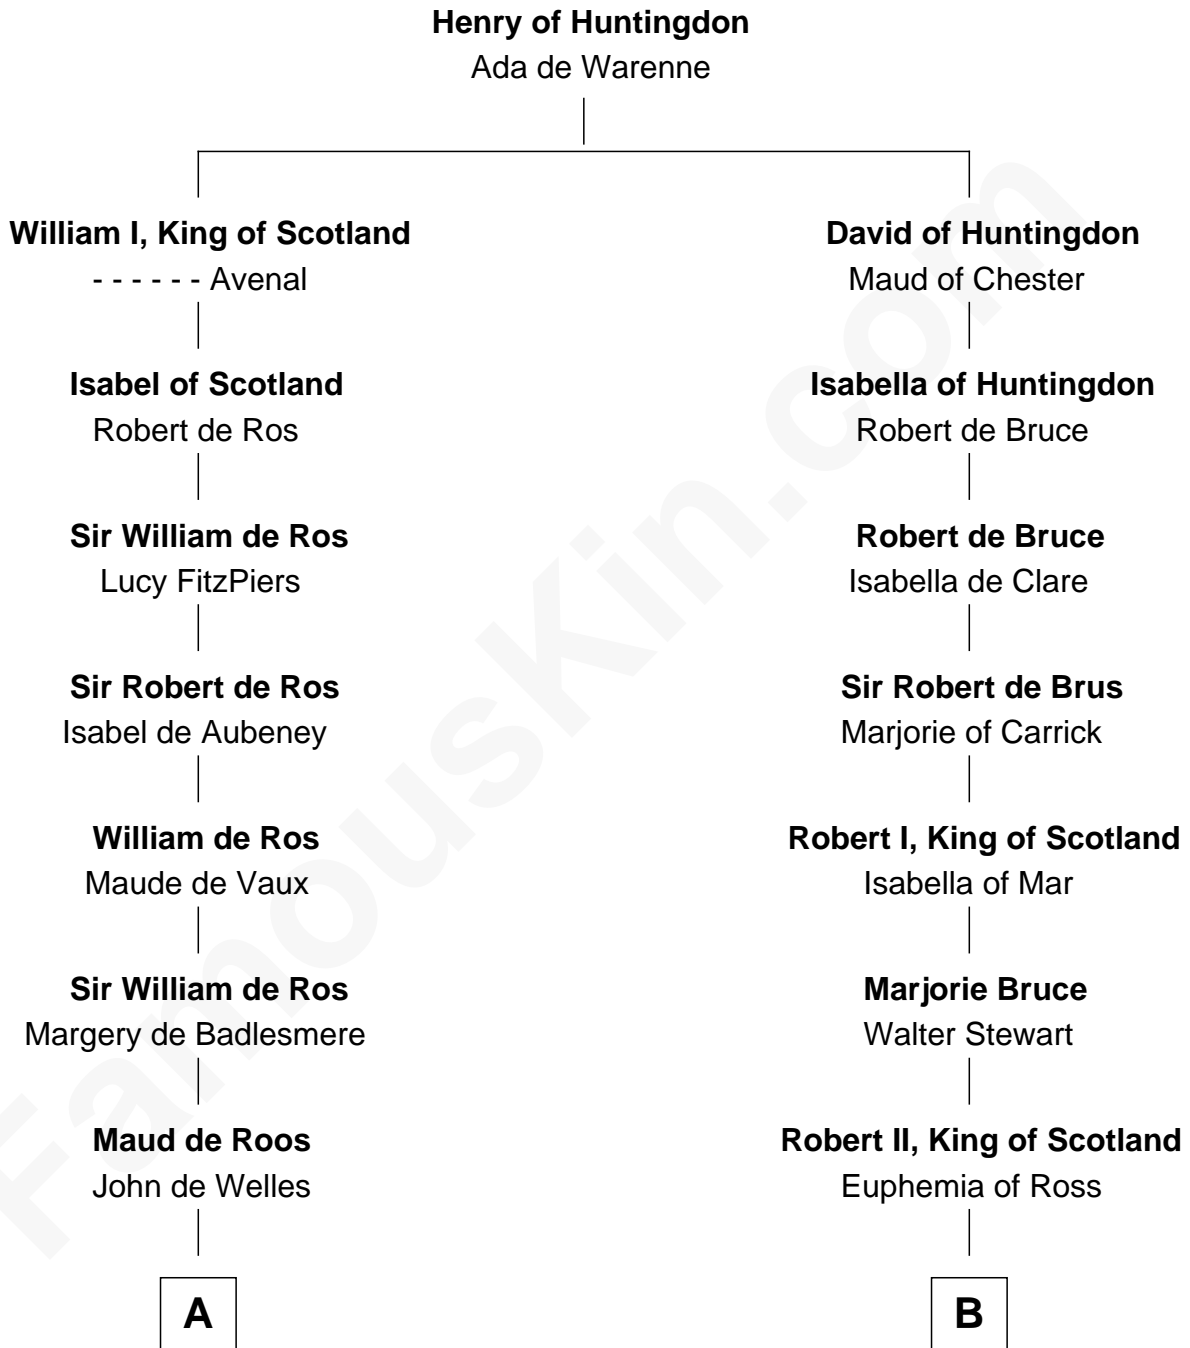 Henry of Huntingdon
Ada de Warenne
William I, King of Scotland
- - - - - - Avenal
David of Huntingdon
Maud of Chester
Isabel of Scotland
Robert de Ros
Isabella of Huntingdon
Robert de Bruce
Sir William de Ros
Lucy FitzPiers
Robert de Bruce
Isabella de Clare
Sir Robert de Ros
Isabel de Aubeney
Sir Robert de Brus
Marjorie of Carrick
William de Ros
Maude de Vaux
Robert I, King of Scotland
Isabella of Mar
Sir William de Ros
Margery de Badlesmere
Marjorie Bruce
Walter Stewart
Maud de Roos
John de Welles
Robert II, King of Scotland
Euphemia of Ross
A
B
FamousKin.com